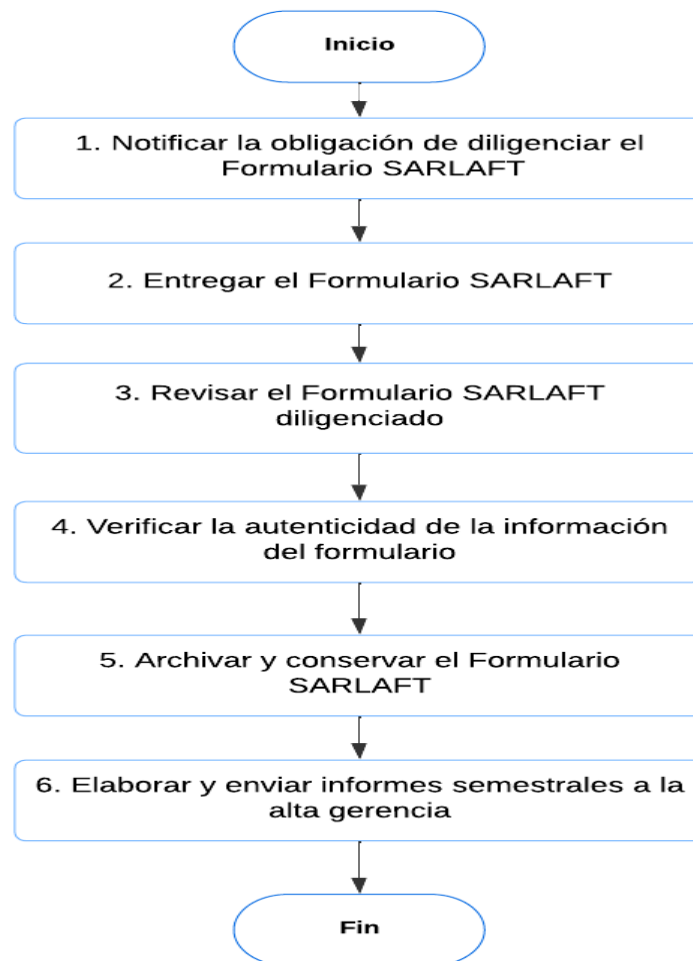 Inicio
1. Notificar la obligación de diligenciar el
Formulario SARLAFT
2. Entregar el Formulario SARLAFT
3. Revisar el Formulario SARLAFT
diligenciado
4. Verificar la autenticidad de la información
del formulario
5. Archivar y conservar el Formulario
SARLAFT
6. Elaborar y enviar informes semestrales a la
alta gerencia
Fin